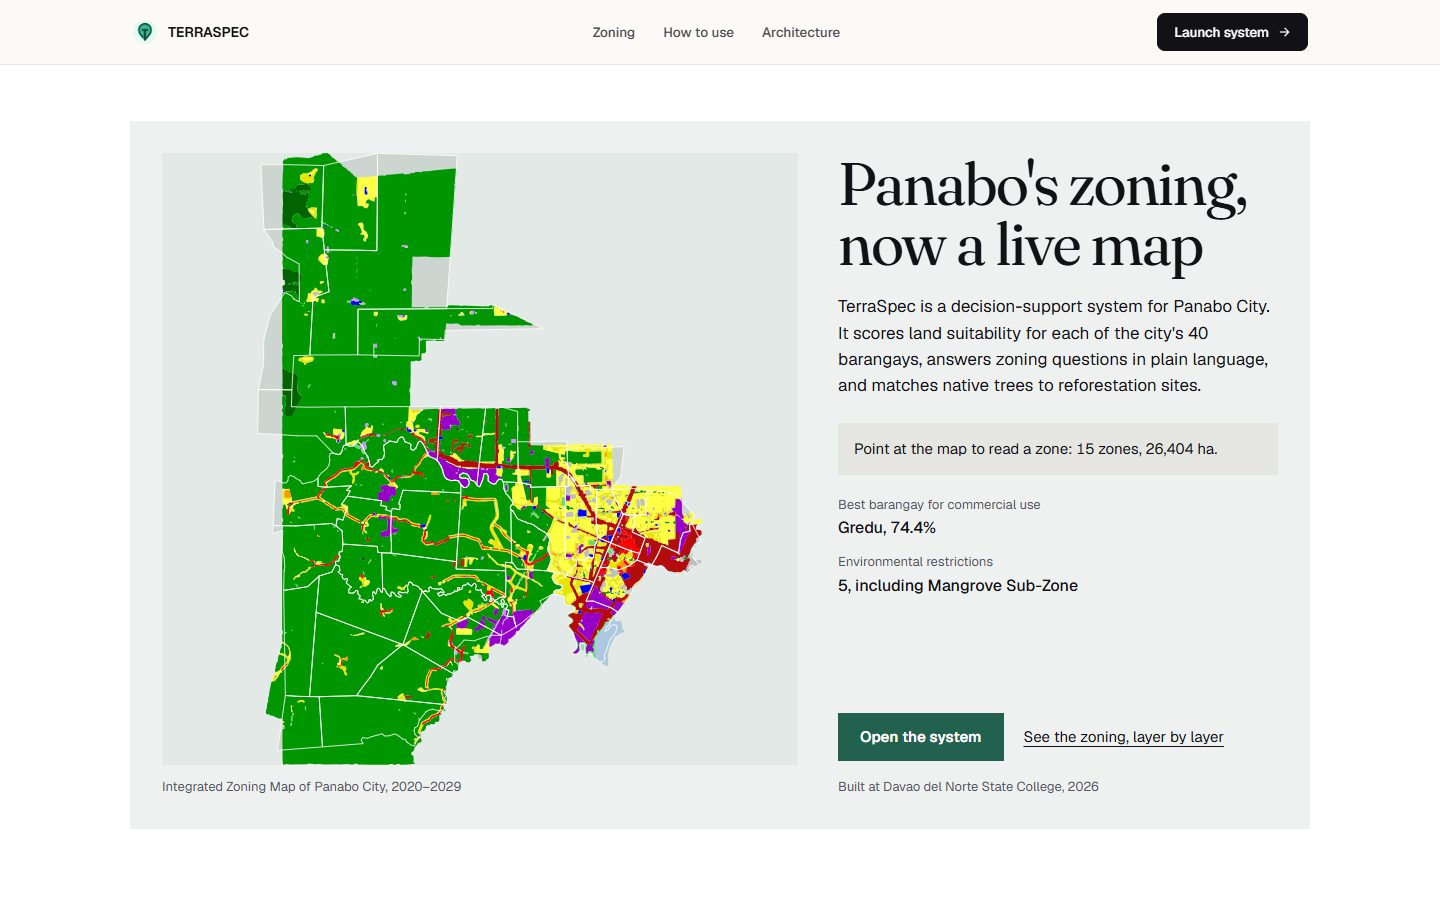 TERRASPEC
Zoning
How to use
Architecture
Launch system →
Panabo's zoning,
now a live map
TerraSpec is a decision-support system for Panabo City.
It scores land suitability for each of the city's 40
barangays, answers zoning questions in plain language,
and matches native trees to reforestation sites.
Point at the map to read a zone: 15 zones, 26,404 ha.
Best barangay for commercial use
Gredu, 74.4%
Environmental restrictions
5, including Mangrove Sub-Zone
Open the system
See the zoning, layer by layer
Integrated Zoning Map of Panabo City, 2020–2029
Built at Davao del Norte State College, 2026